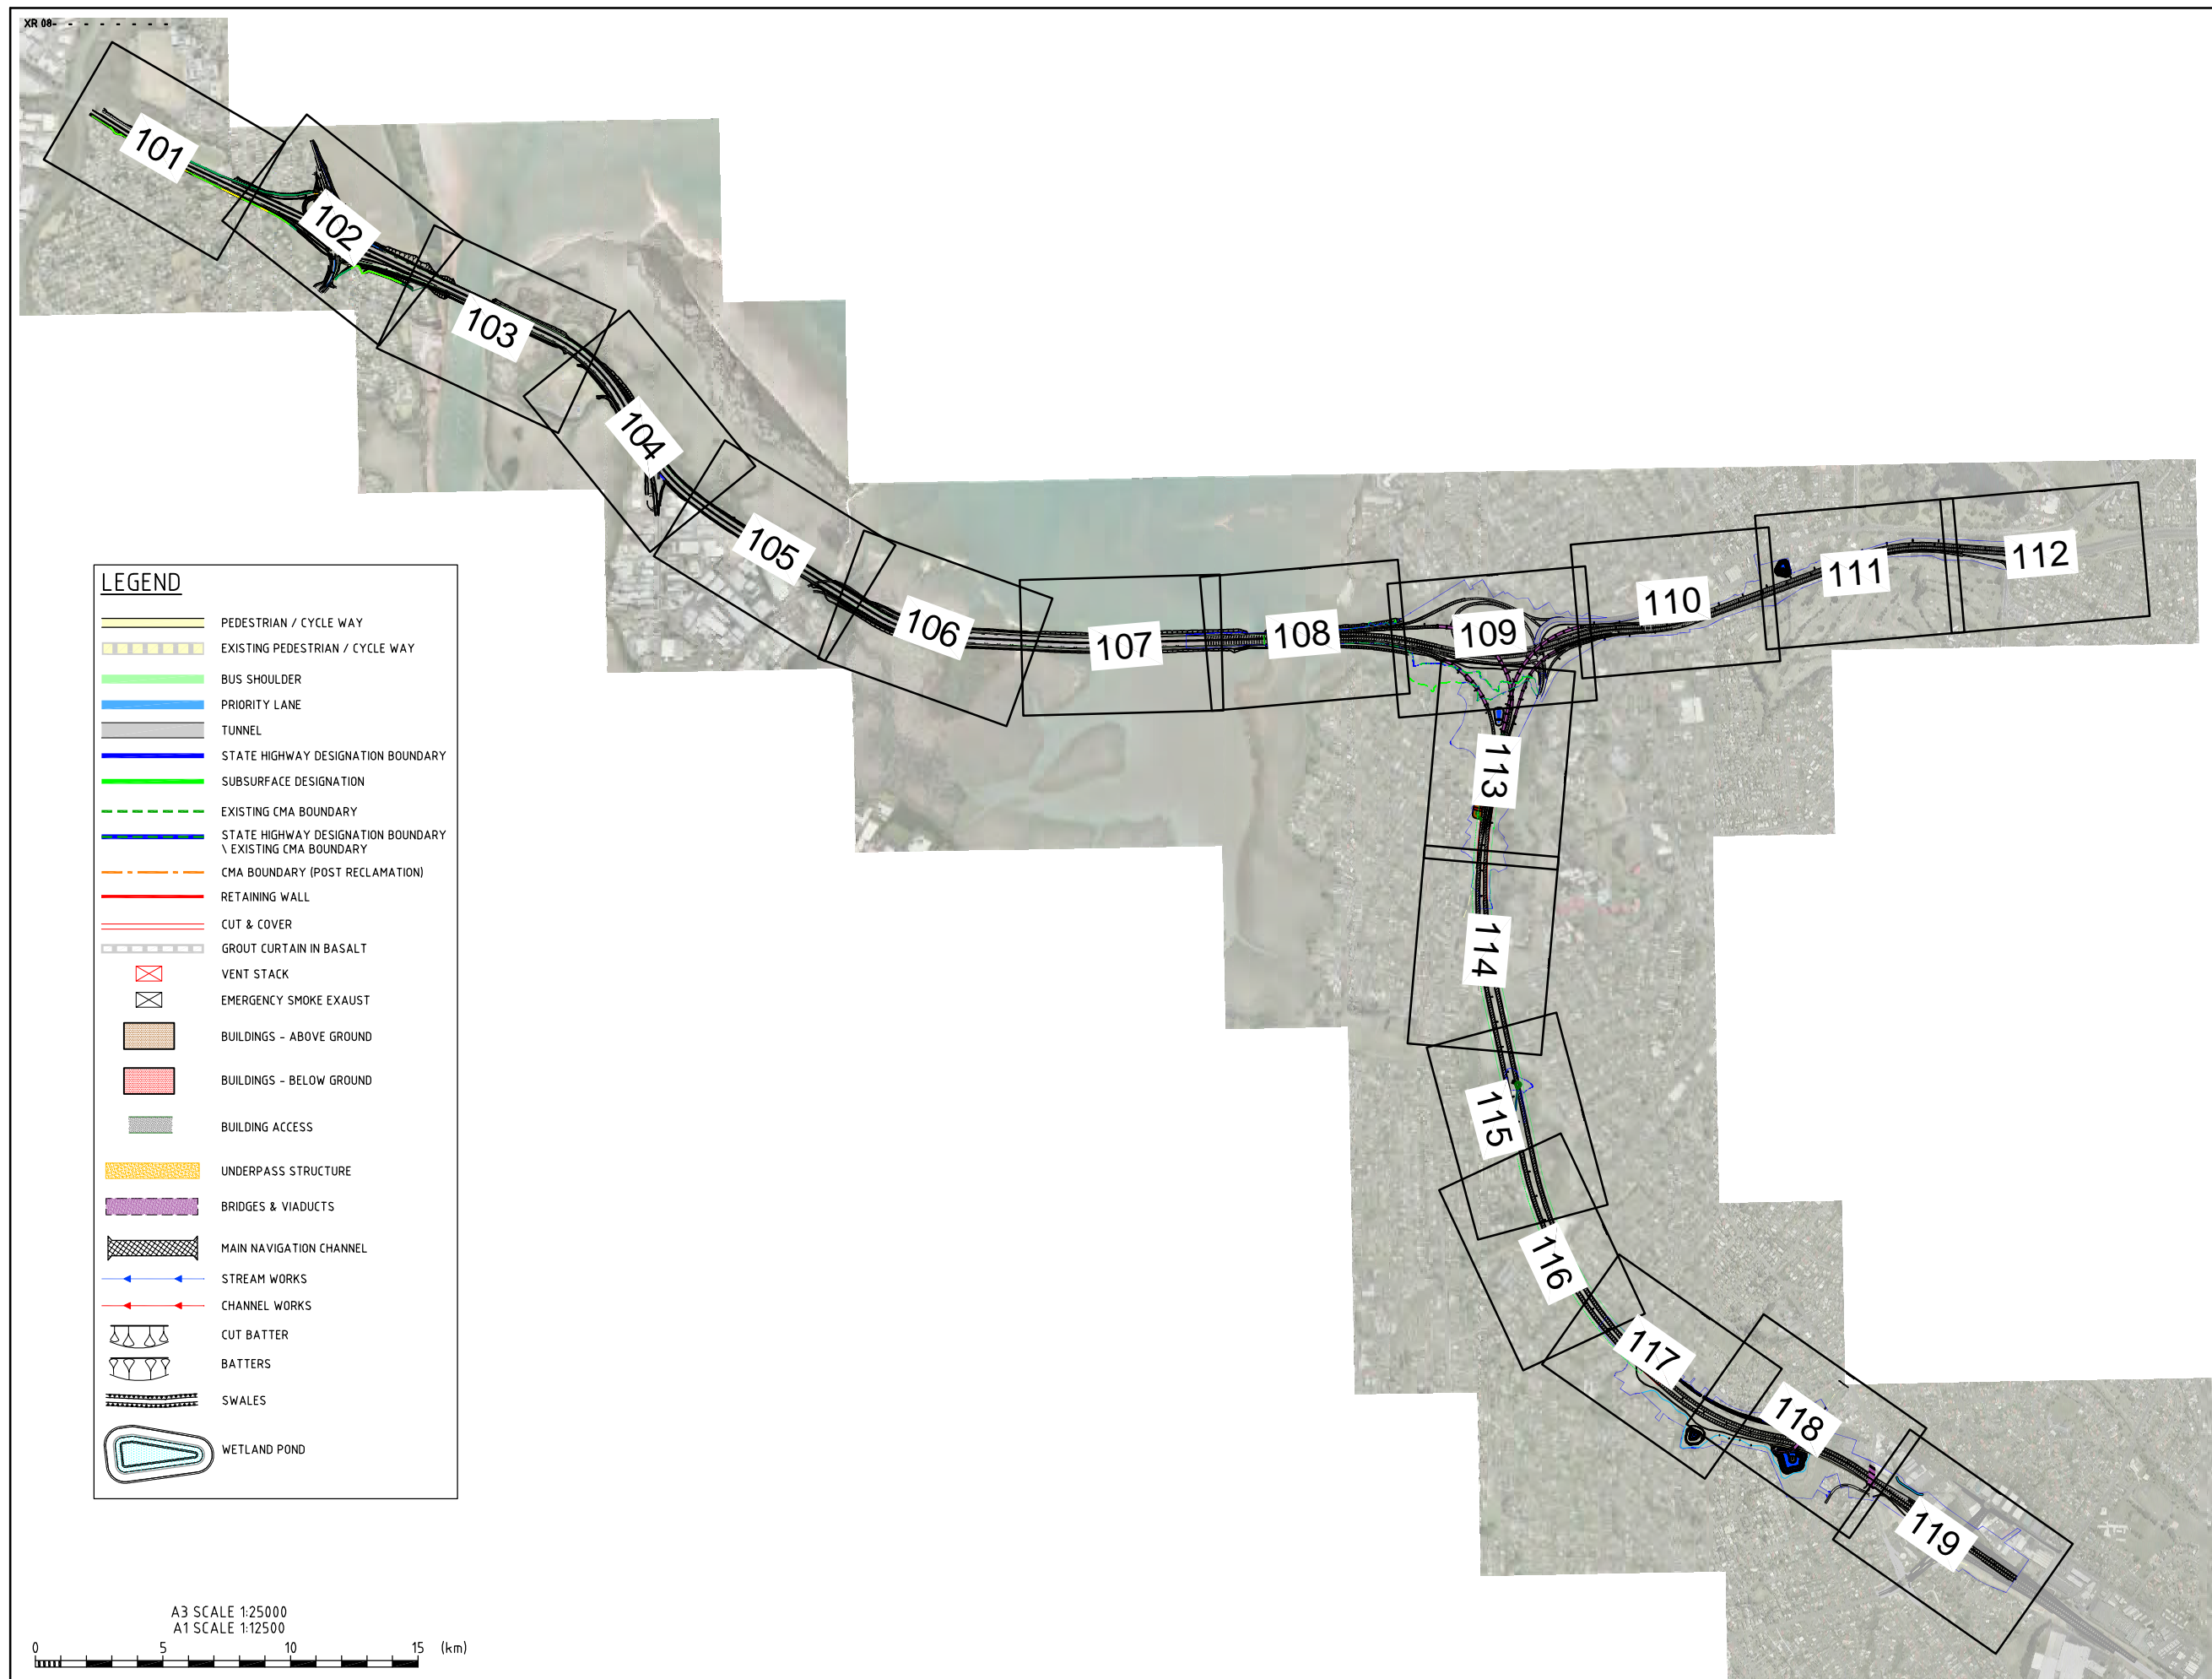 XR 08- - - - - - - -
101
102
103
104
105
106
107
108
109
110
111
112
113
114
115
116
117
118
119
LEGEND
PEDESTRIAN / CYCLE WAY
EXISTING PEDESTRIAN / CYCLE WAY
BUS SHOULDER
PRIORITY LANE
TUNNEL
STATE HIGHWAY DESIGNATION BOUNDARY
SUBSURFACE DESIGNATION
EXISTING CMA BOUNDARY
STATE HIGHWAY DESIGNATION BOUNDARY
\ EXISTING CMA BOUNDARY
CMA BOUNDARY (POST RECLAMATION)
RETAINING WALL
CUT & COVER
GROUT CURTAIN IN BASALT
VENT STACK
EMERGENCY SMOKE EXAUST
BUILDINGS - ABOVE GROUND
BUILDINGS - BELOW GROUND
BUILDING ACCESS
UNDERPASS STRUCTURE
BRIDGES & VIADUCTS
MAIN NAVIGATION CHANNEL
STREAM WORKS
CHANNEL WORKS
CUT BATTER
BATTERS
SWALES
WETLAND POND
A3 SCALE 1:25000
A1 SCALE 1:12500
0 5 10 15 (km)